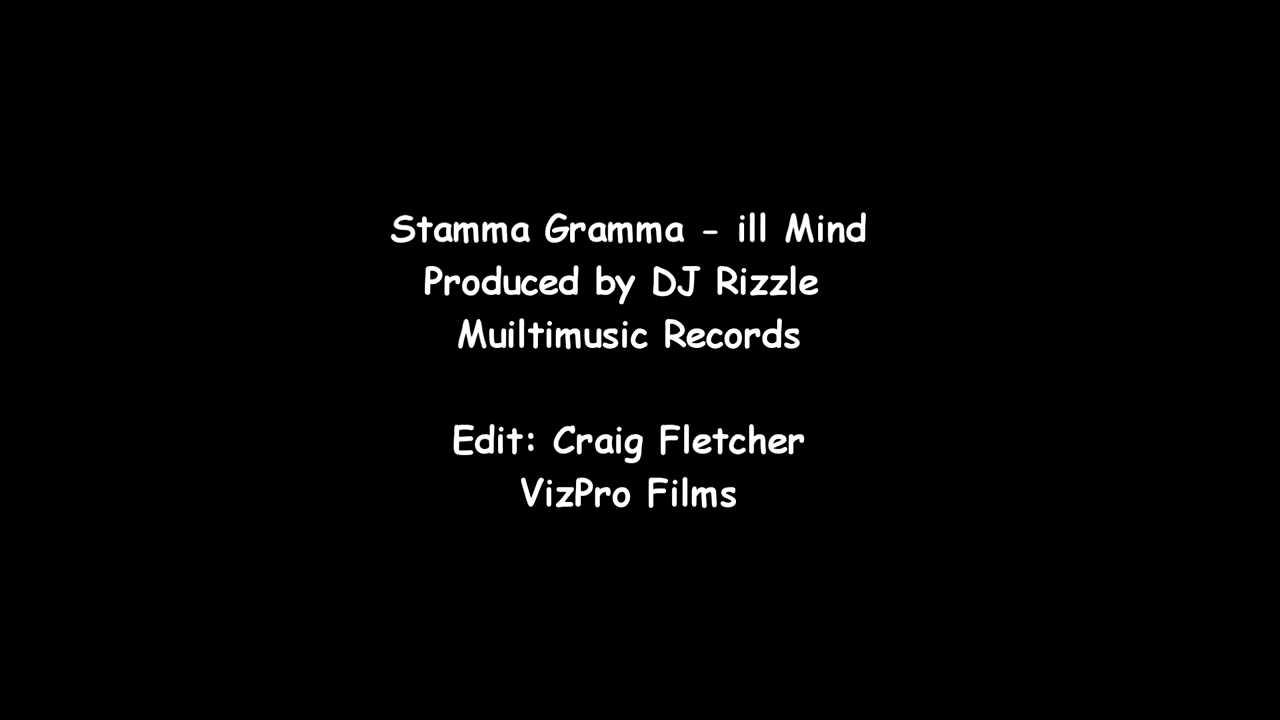 Stamma Gramma - ill Mind
Produced by DJ Rizzle
Muiltimusic Records
Edit: Craig Fletcher
VizPro Films